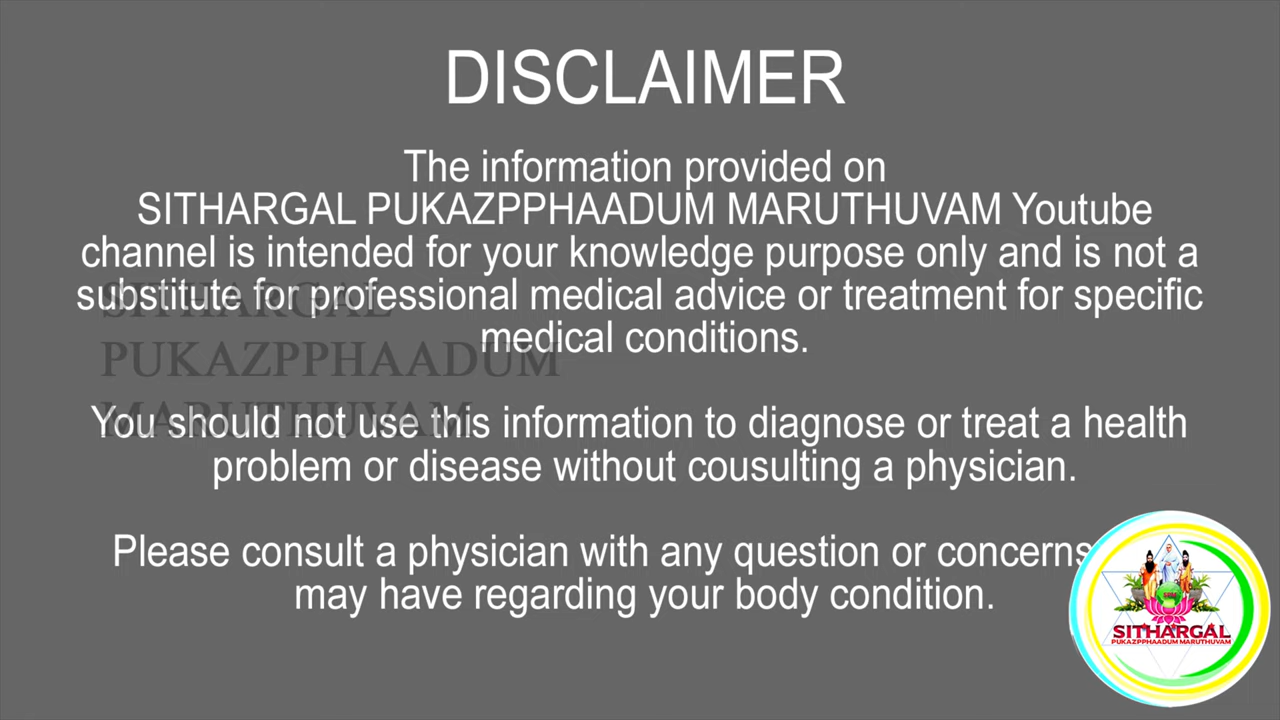 DISCLAIMER
The information provided on
SITHARGAL PUKAZPPHAADUM MARUTHUVAM Youtube
channel is intended for your knowledge purpose only and is not a
substitute for professional medical advice or treatment for specific
medical conditions.
SITHARGAL
PUKAZPPHAADUM
MARUTHUVAM
You should not use this information to diagnose or treat a health
problem or disease without cousulting a physician.
Please consult a physician with any question or concerns
may have regarding your body condition.
SITHARGAL
PUKAZPPHAADUM MARUTHUVAM